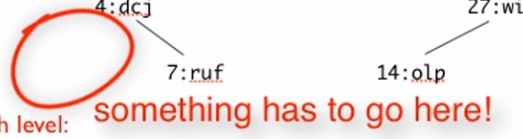 4:dcj 27:wi
7:ruf 14:olp
something has to go here!
h level: